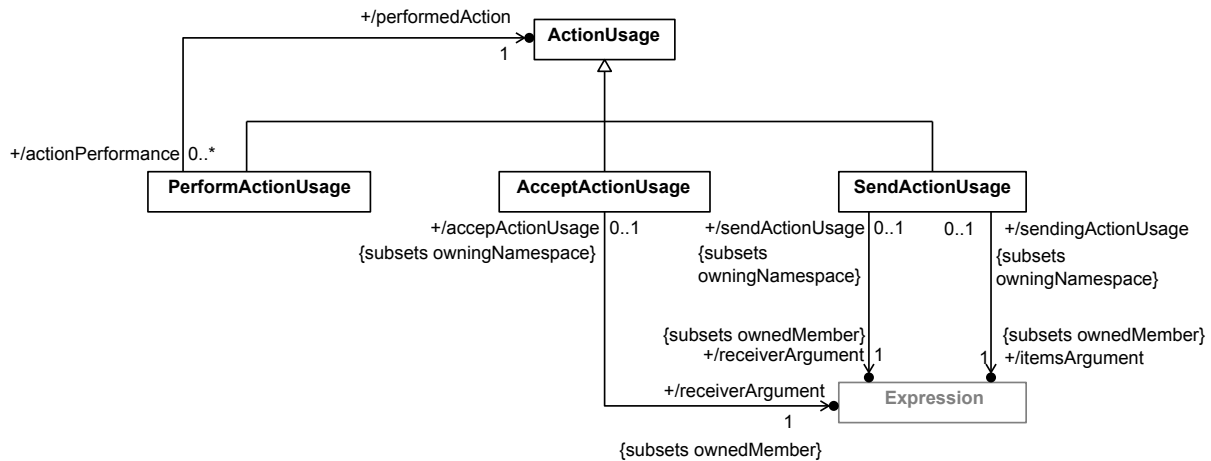 +/performedAction
ActionUsage
1
+/actionPerformance 0..*
PerformActionUsage
AcceptActionUsage
SendActionUsage
+/accepActionUsage 0..1
{subsets owningNamespace}
+/sendActionUsage 0..1
{subsets
owningNamespace}
0..1 +/sendingActionUsage
{subsets
owningNamespace}
{subsets ownedMember}
+/receiverArgument 1
{subsets ownedMember}
1 +/itemsArgument
+/receiverArgument
Expression
1
{subsets ownedMember}